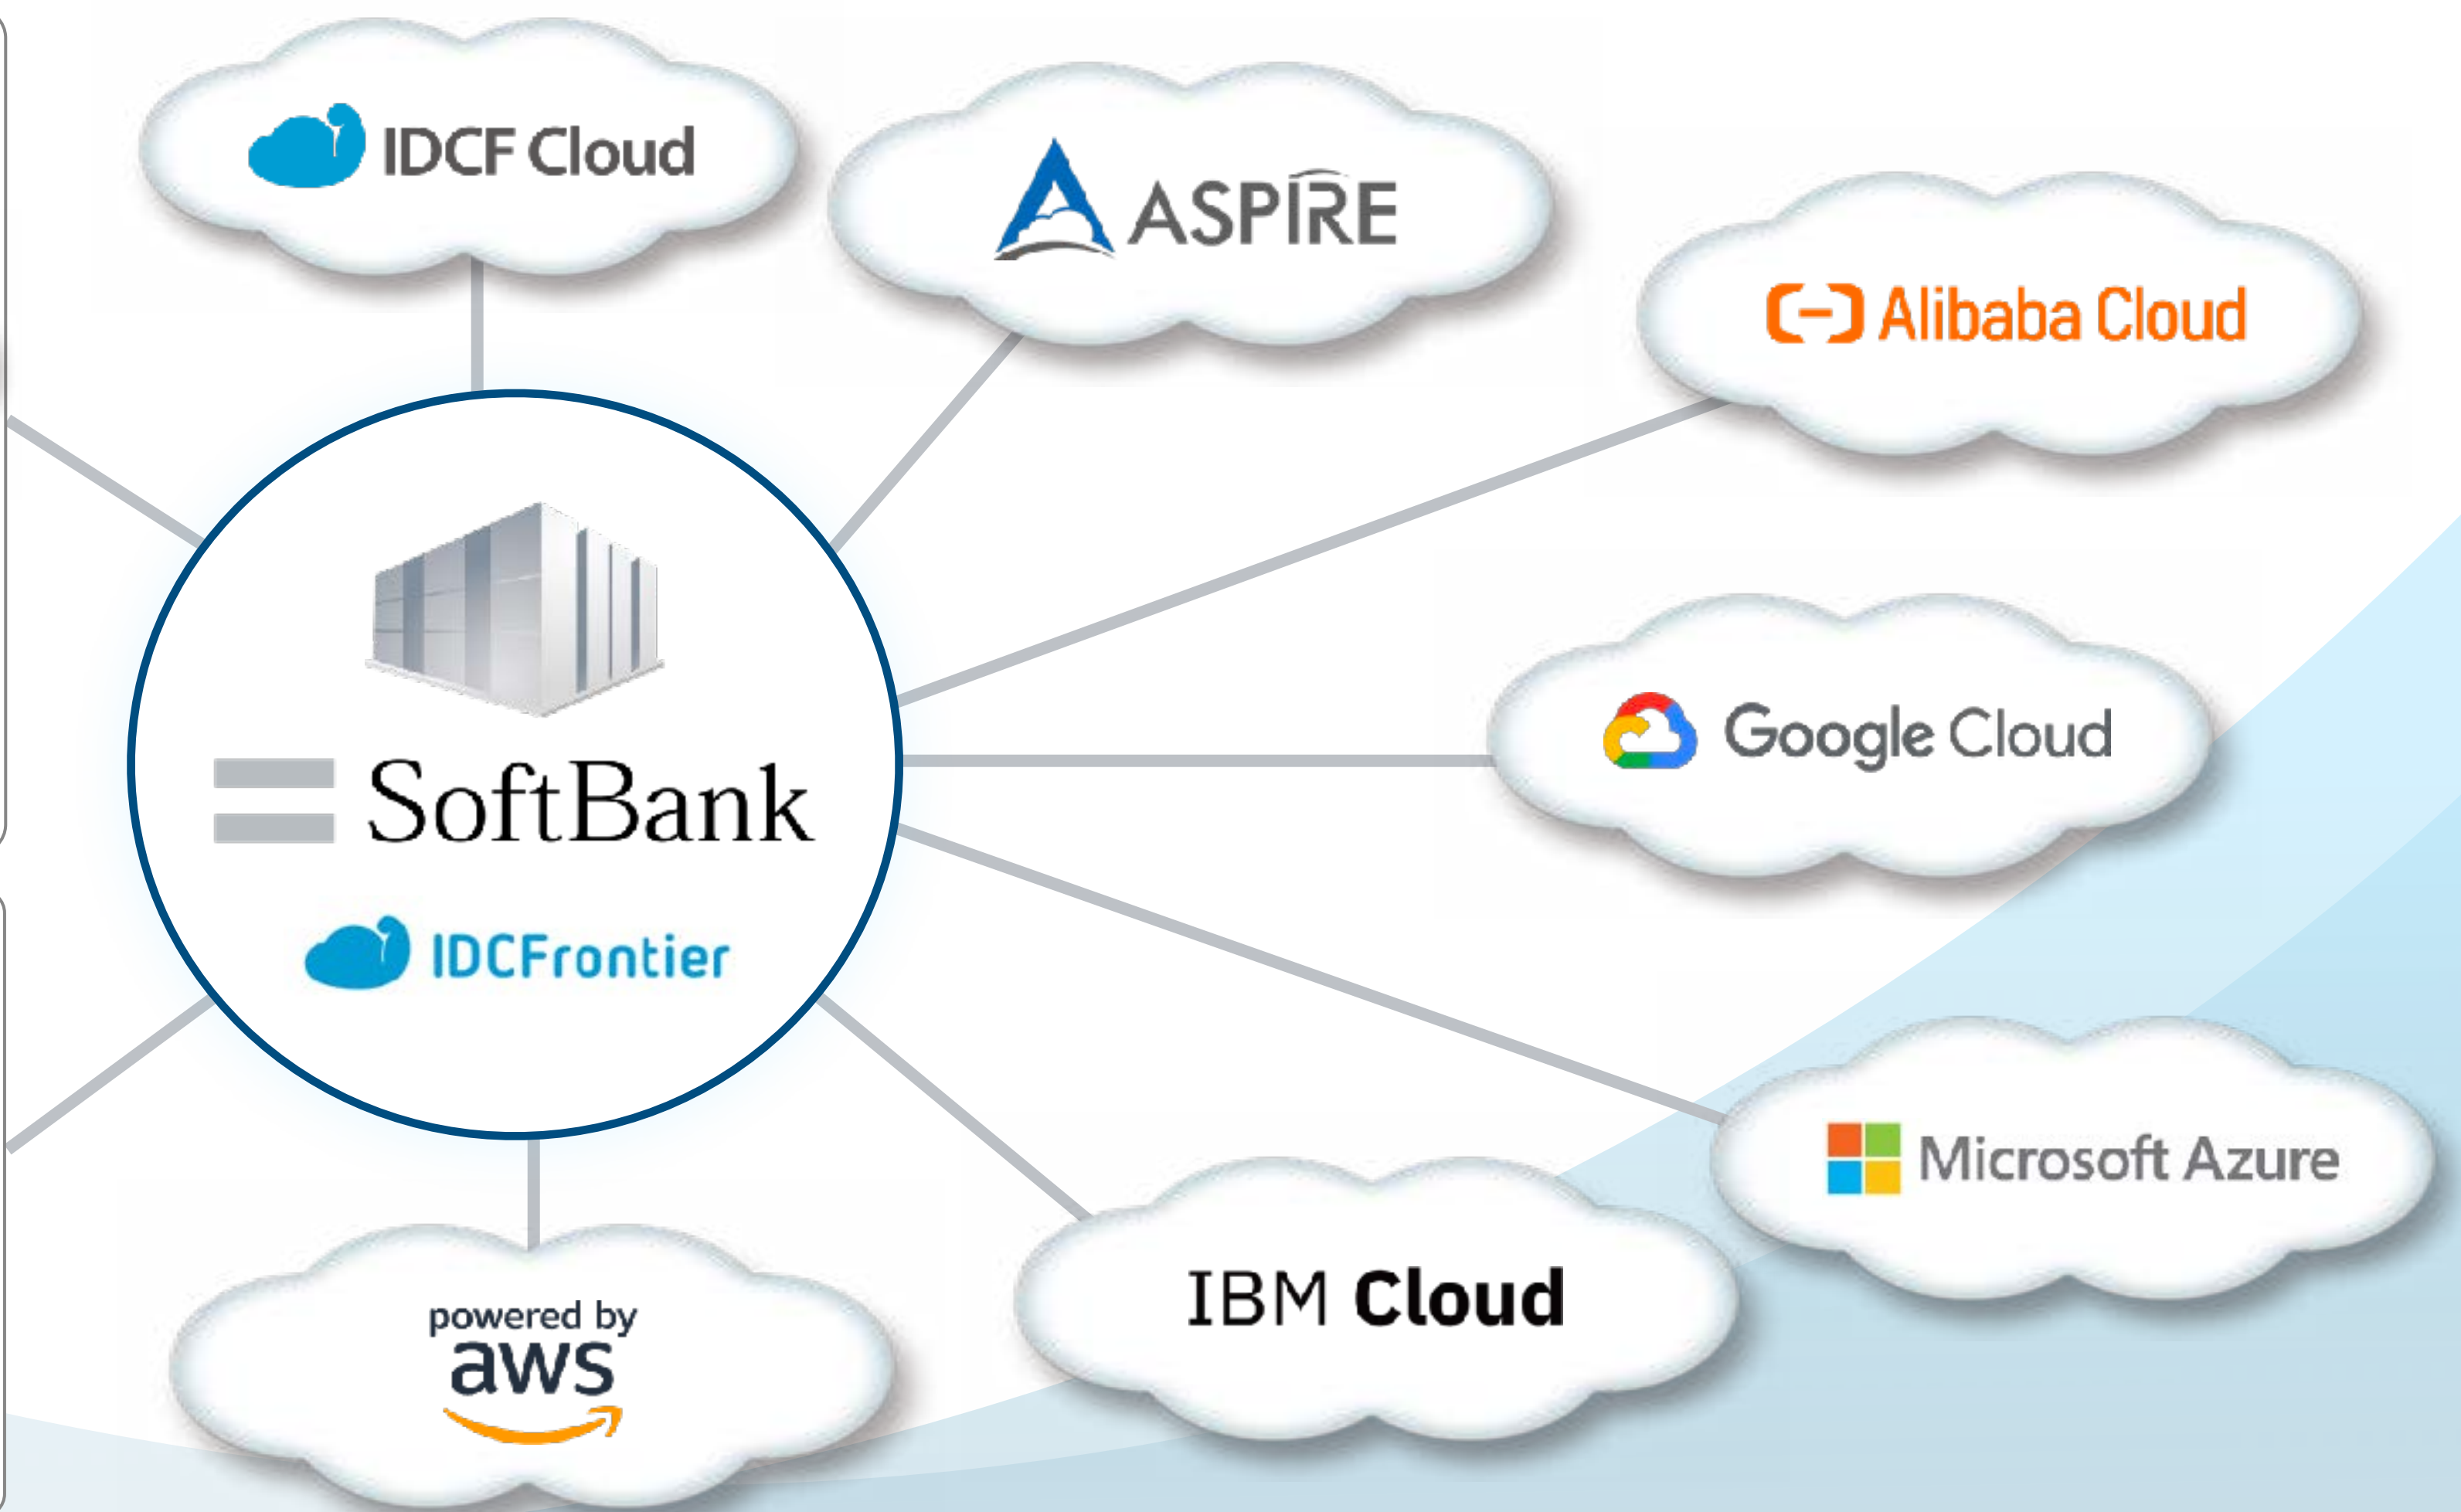 IDCF Cloud
ASPIRE
Alibaba Cloud
SoftBank
IDCFrontier
Google Cloud
Microsoft Azure
IBM Cloud
powered by
aws